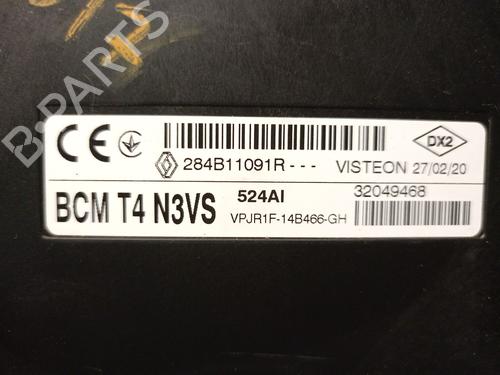 B-PARTS
CE
284B11091R--- VISTEON 27/02/20
DX2
BCM T4 N3VS 524AI 32049468
VPJR1F-14B466-GH